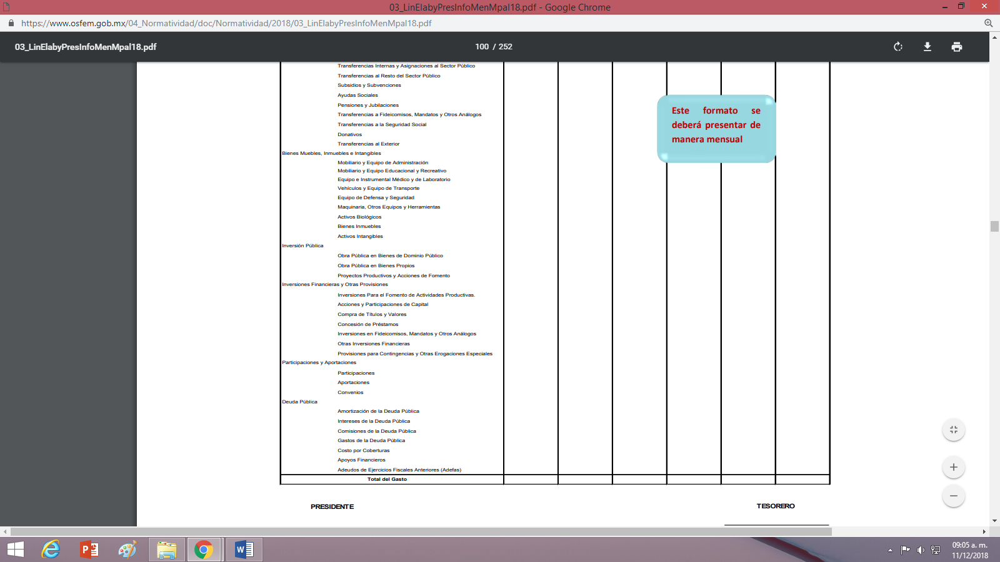 03_LinElabyPresInfoMenMpal18.pdf - Google Chrome
https://www.osfem.gob.mx/04_Normatividad/doc/Normatividad/2018/03_LinElabyPresInfoMenMpal18.pdf
03_LinElabyPresInfoMenMpal18.pdf
100 / 252
Transferencias Internas y Asignaciones al Sector Público
Transferencias al Resto del Sector Público
Subsidios y Subvenciones
Ayudas Sociales
Pensiones y Jubilaciones
Transferencias a Fideicomisos, Mandatos y Otros Análogos
Transferencias a la Seguridad Social
Donativos
Transferencias al Exterior
Este formato se
deberá presentar de
manera mensual
Bienes Muebles, Inmuebles e Intangibles
Mobiliario y Equipo de Administración
Mobiliario y Equipo Educacional y Recreativo
Equipo e Instrumental Médico y de Laboratorio
Vehículos y Equipo de Transporte
Equipo de Defensa y Seguridad
Maquinaria, Otros Equipos y Herramientas
Activos Biológicos
Bienes Inmuebles
Activos Intangibles
Inversión Pública
Obra Pública en Bienes de Dominio Público
Obra Pública en Bienes Propios
Proyectos Productivos y Acciones de Fomento
Inversiones Financieras y Otras Provisiones
Inversiones Para el Fomento de Actividades Productivas.
Acciones y Participaciones de Capital
Compra de Títulos y Valores
Concesión de Préstamos
Inversiones en Fideicomisos, Mandatos y Otros Análogos
Otras Inversiones Financieras
Provisiones para Contingencias y Otras Erogaciones Especiales
Participaciones y Aportaciones
Participaciones
Aportaciones
Convenios
Deuda Pública
Amortización de la Deuda Pública
Intereses de la Deuda Pública
Comisiones de la Deuda Pública
Gastos de la Deuda Pública
Costo por Coberturas
Apoyos Financieros
Adeudos de Ejercicios Fiscales Anteriores (Adefas)
Total del Gasto
PRESIDENTE
TESORERO
09:05 a. m.
11/12/2018